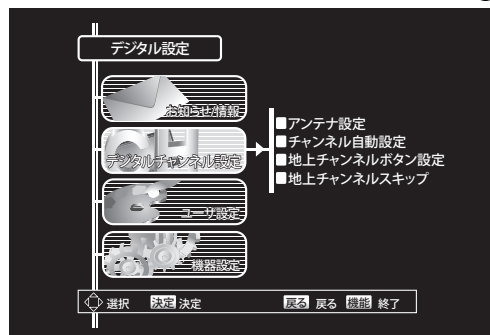 デジタル設定
お知らせ/情報
デジタルチャンネル設定
ユーザ設定
機器設定
■アンテナ設定
■チャンネル自動設定
■地上チャンネルボタン設定
■地上チャンネルスキップ
選択 決定 決定 戻る 戻る 機能 終了